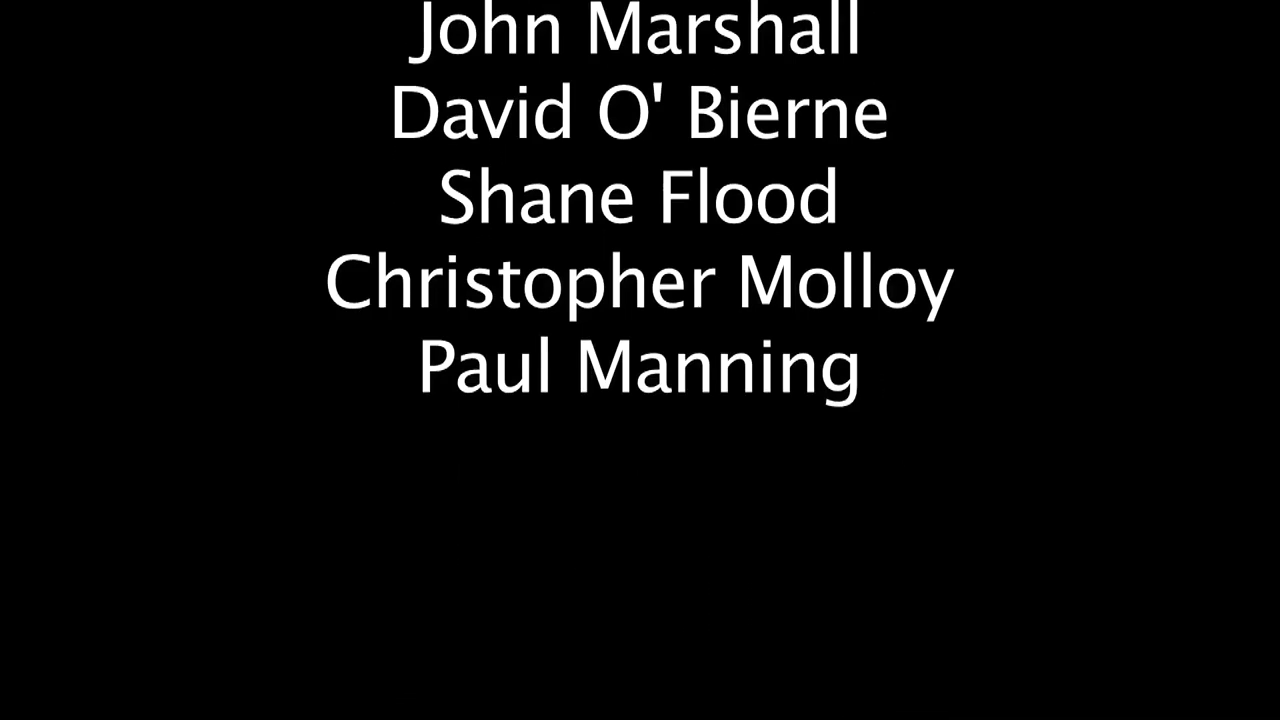 John Marshall
David O' Bierne
Shane Flood
Christopher Molloy
Paul Manning